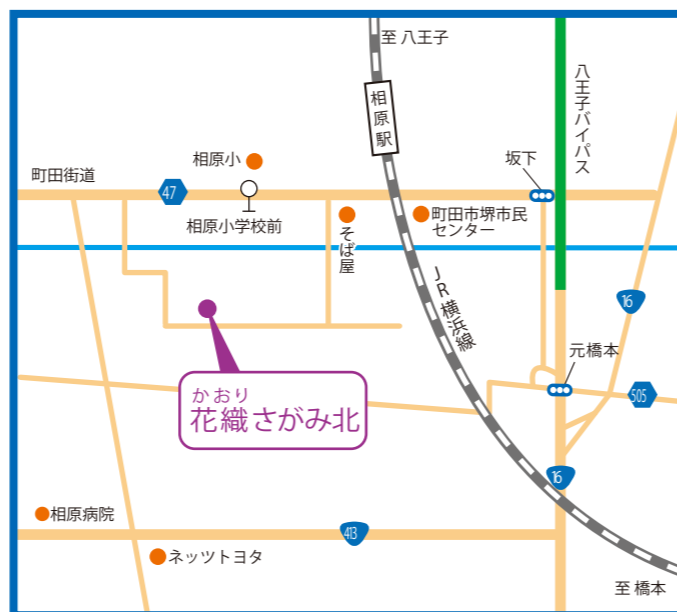 至 八王子
相原駅
八王子バイパス
相原小
坂下
町田街道
47
相原小学校前
そば屋
町田市堺市民
センター
JR横浜線
16
元橋本
505
かおり
花織さがみ北
16
相原病院
413
ネッツトヨタ
至 橋本